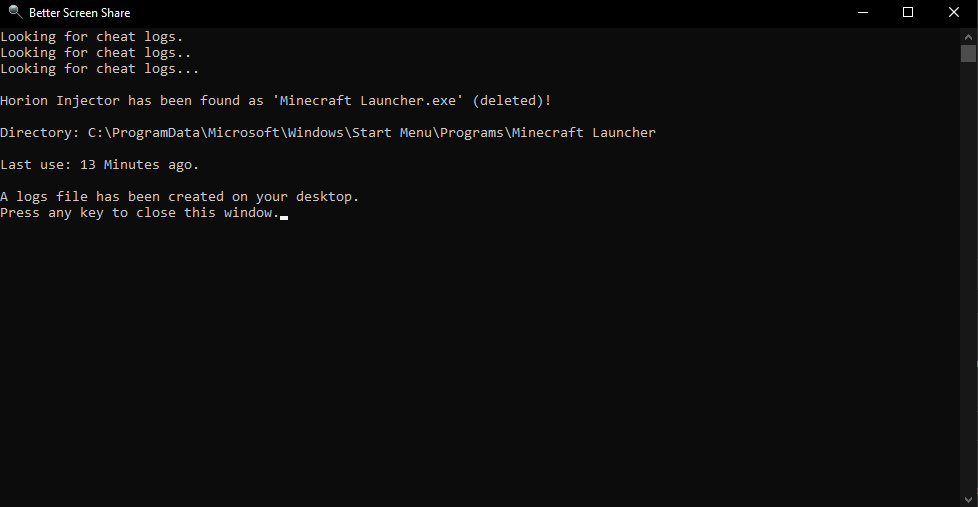 Better Screen Share
Looking for cheat logs.
Looking for cheat logs..
Looking for cheat logs...
Horion Injector has been found as 'Minecraft Launcher.exe' (deleted)!
Directory: C:\ProgramData\Microsoft\Windows\Start Menu\Programs\Minecraft Launcher
Last use: 13 Minutes ago.
A logs file has been created on your desktop.
Press any key to close this window.